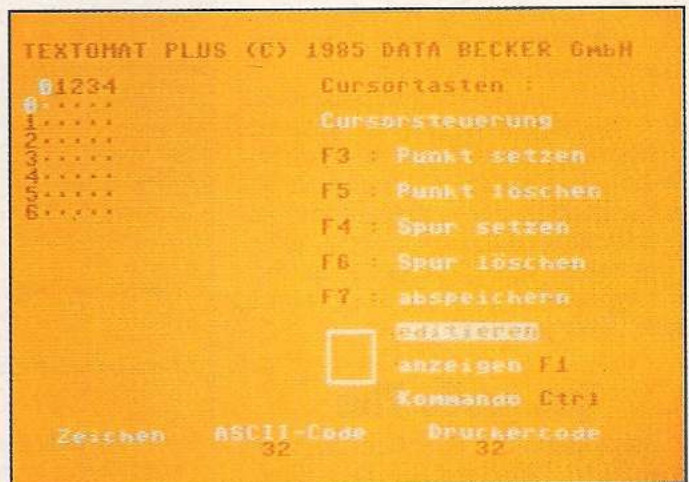 TEXTOMAT PLUS (C) 1985 DATA BECKER GmbH
01234 Cursortasten :
0 Cursorsteuerung
1
2
3 F3 : Punkt setzen
4
5 F5 : Punkt löschen
6
F4 : Spur setzen
F6 : Spur löschen
F7 : abspeichern
editieren
anzeigen F1
Kommando Ctrl
Zeichen ASCII-Code Druckercode
32 32